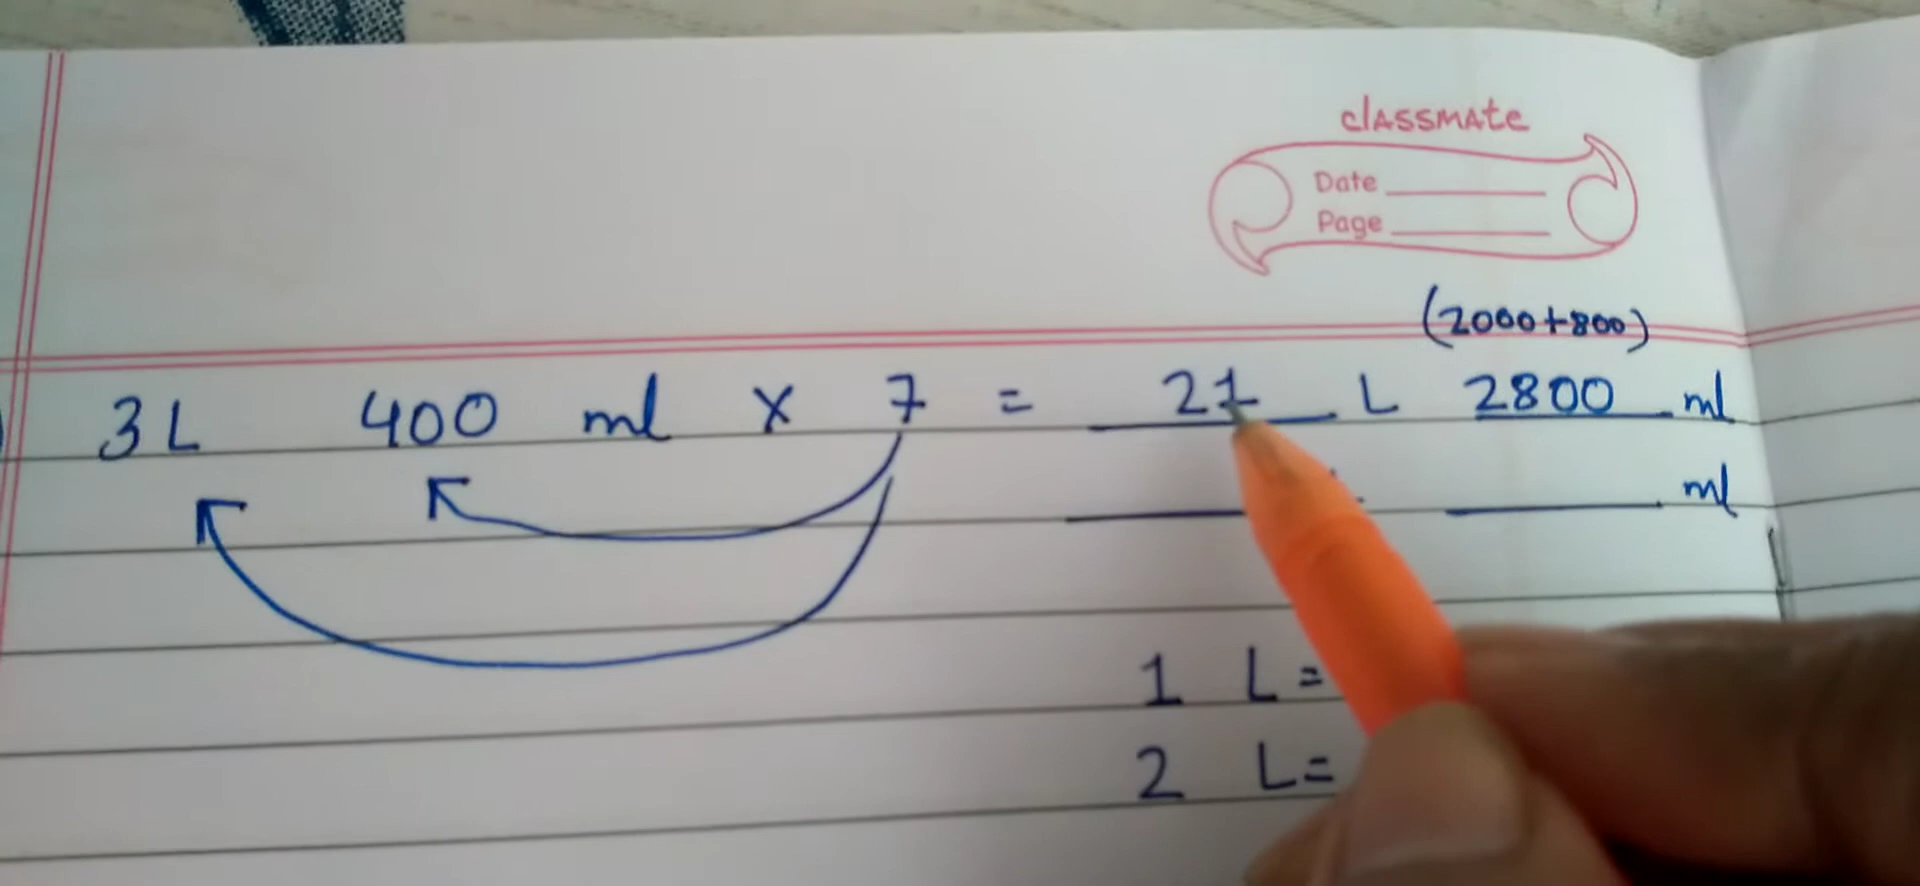 classmate
Date
Page
(2000+800)
3L 400 ml x 7 = 21 L 2800 ml
ml
1 L=
2 L=